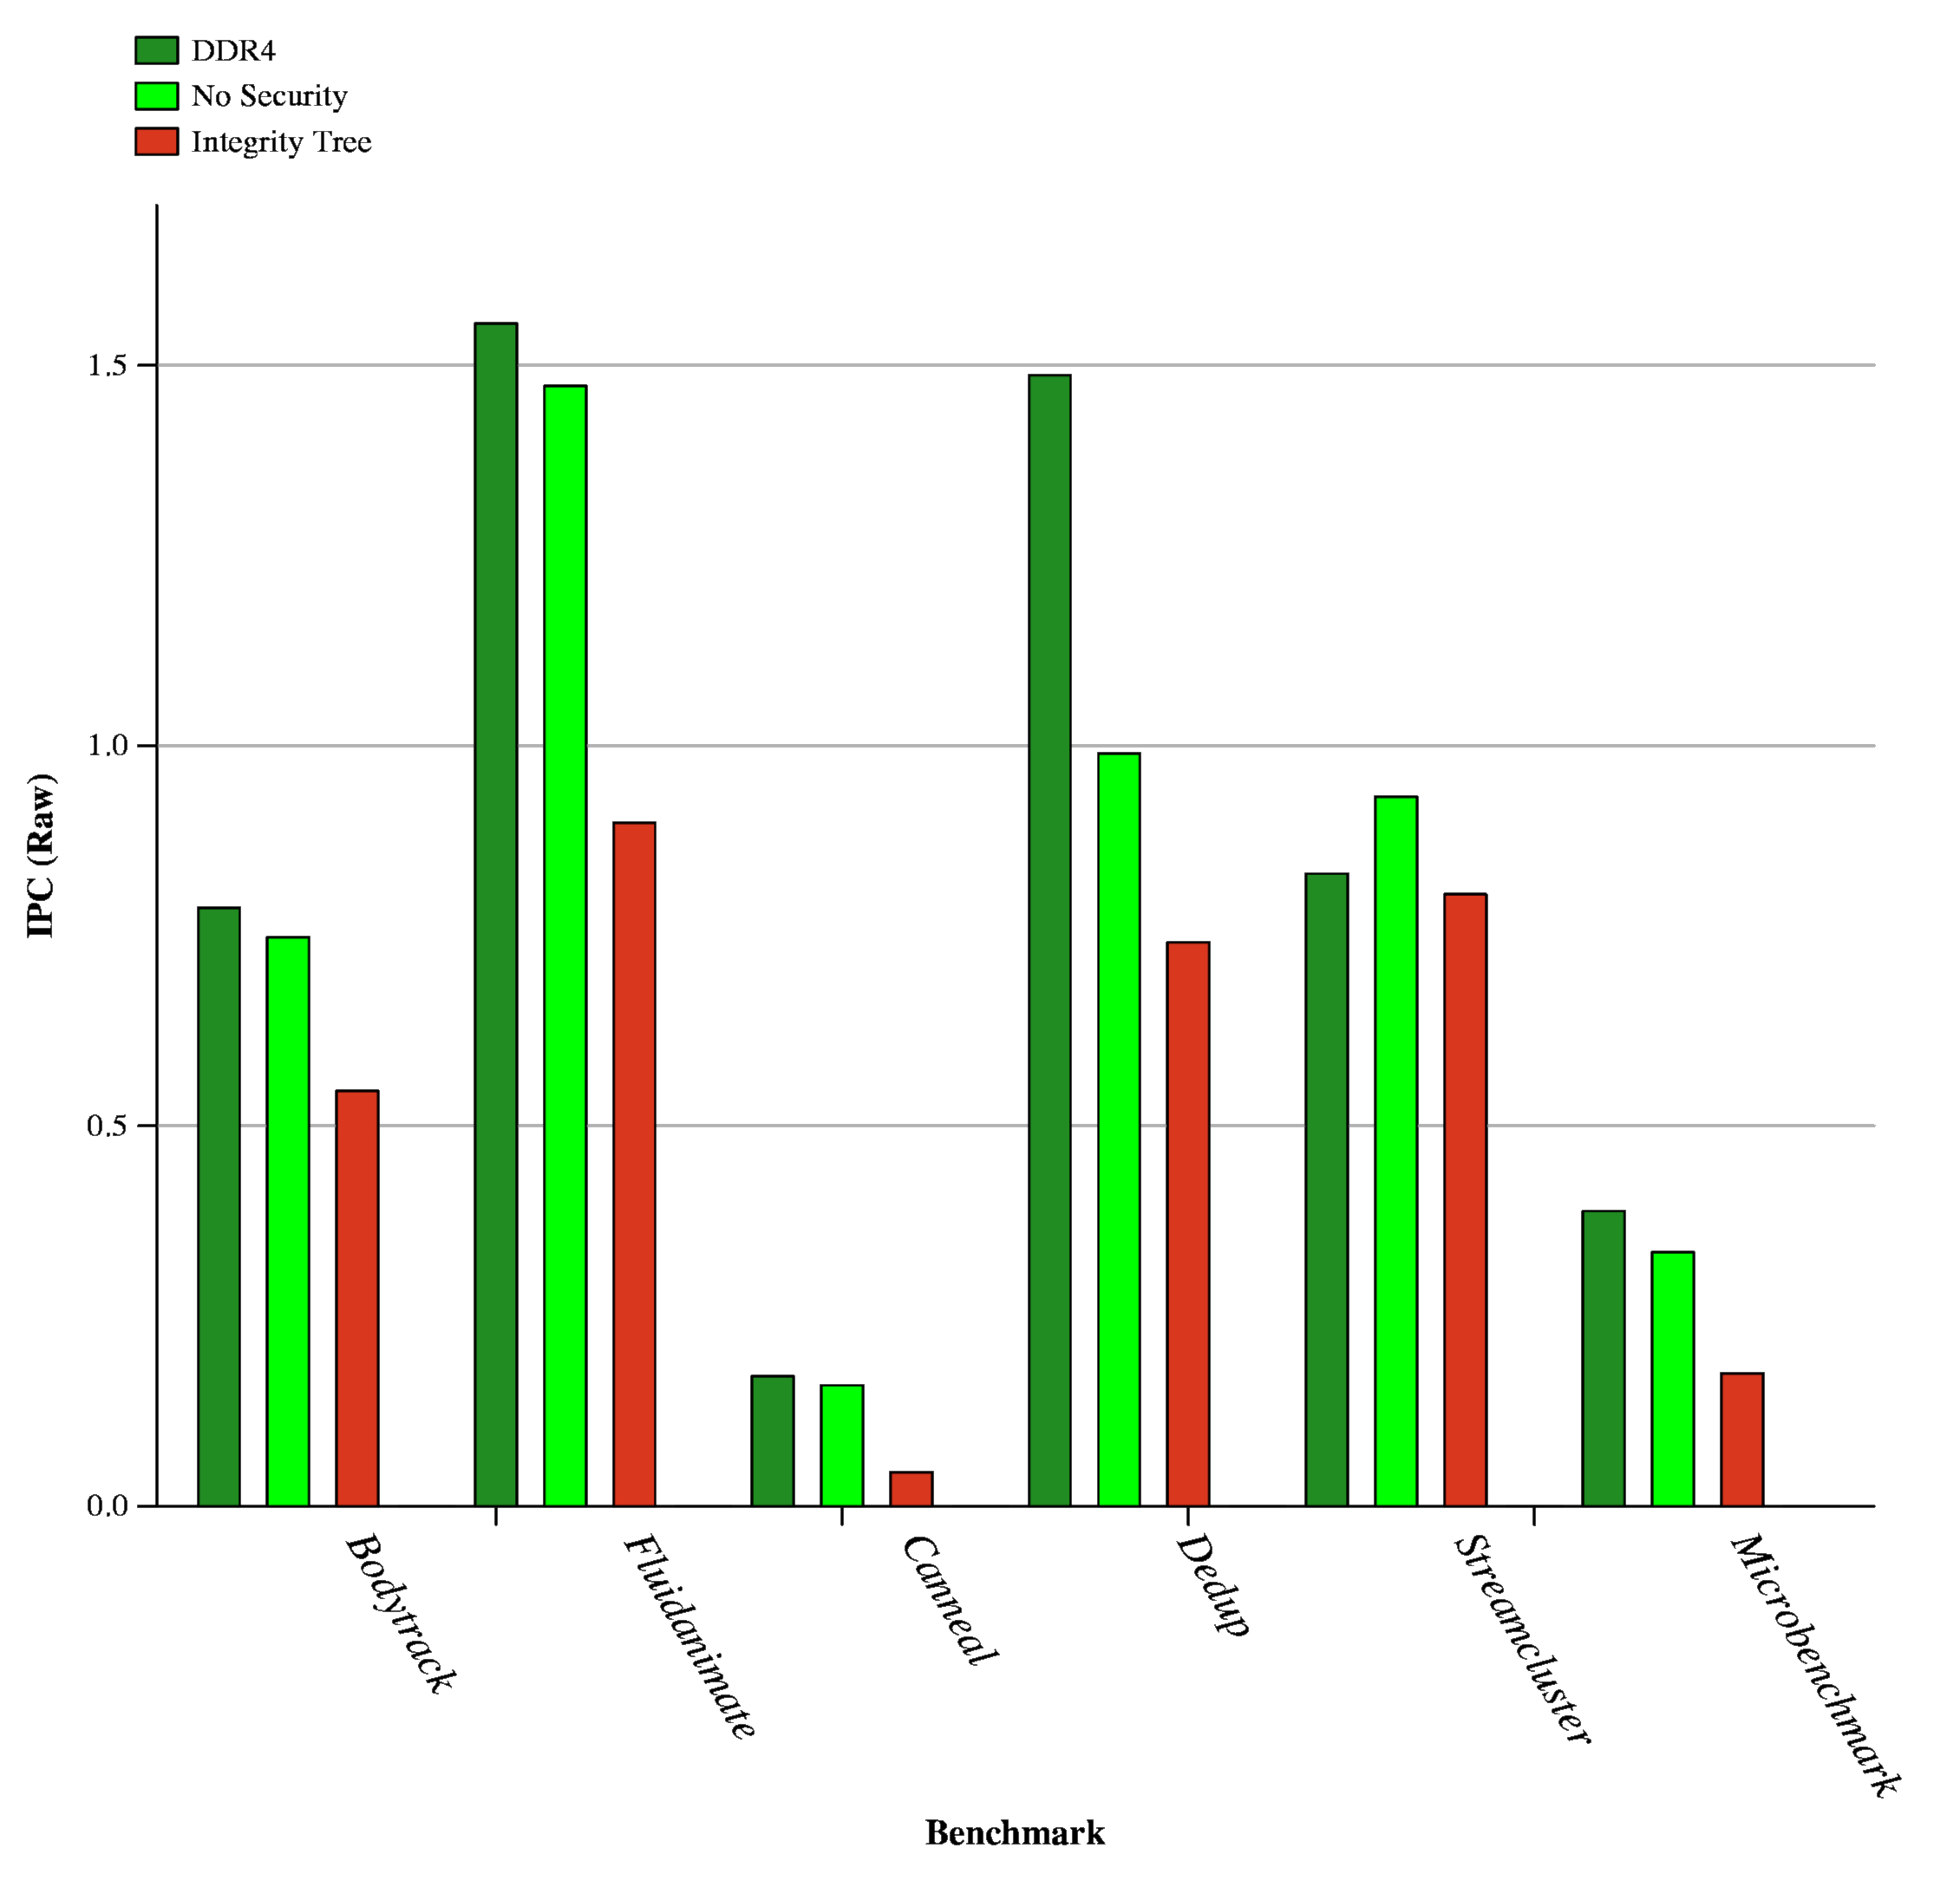 DDR4
No Security
Integrity Tree
1.5
1.0
0.5
0.0
IPC (Raw)
Bodytrack
Fluidanimate
Canneal
Dedup
Streamcluster
Microbenchmark
Benchmark